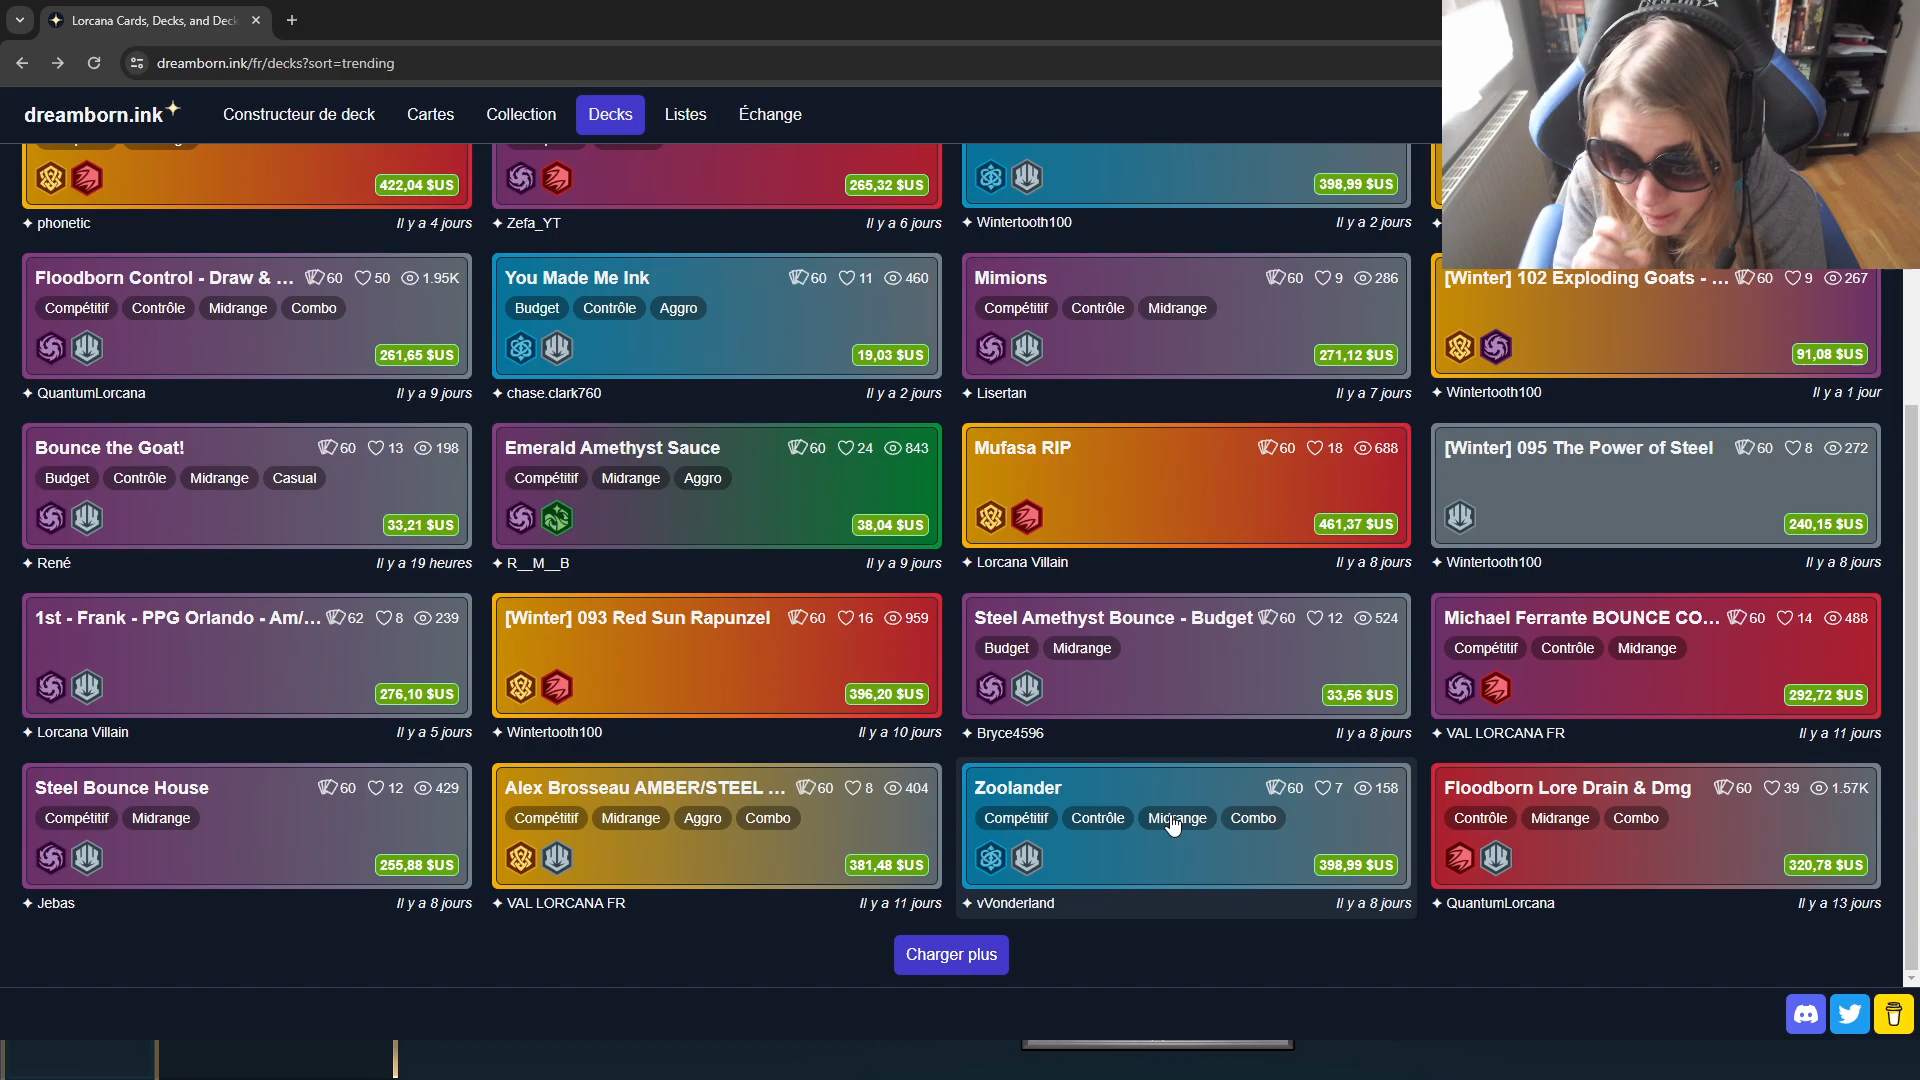 Lorcana Cards, Decks, and Deck
dreamborn.ink/fr/decks?sort=trending
dreamborn.ink Constructeur de deck Cartes Collection Decks Listes Échange
422,04 $US 265,32 $US 398,99 $US
phonetic Il y a 4 jours Zefa_YT Il y a 6 jours Wintertooth100 Il y a 2 jours
Floodborn Control - Draw & ... 60 50 1.95K You Made Me Ink 60 11 460 Mimions 60 9 286 [Winter] 102 Exploding Goats - ... 60 9 267
Compétitif Contrôle Midrange Combo Budget Contrôle Aggro Compétitif Contrôle Midrange
261,65 $US 19,03 $US 271,12 $US 91,08 $US
QuantumLorcana Il y a 9 jours chase.clark760 Il y a 2 jours Lisertan Il y a 7 jours Wintertooth100 Il y a 1 jour
Bounce the Goat! 60 13 198 Emerald Amethyst Sauce 60 24 843 Mufasa RIP 60 18 688 [Winter] 095 The Power of Steel 60 8 272
Budget Contrôle Midrange Casual Compétitif Midrange Aggro
33,21 $US 38,04 $US 461,37 $US 240,15 $US
René Il y a 19 heures R__M__B Il y a 9 jours Lorcana Villain Il y a 8 jours Wintertooth100 Il y a 8 jours
1st - Frank - PPG Orlando - Am/... 62 8 239 [Winter] 093 Red Sun Rapunzel 60 16 959 Steel Amethyst Bounce - Budget 60 12 524 Michael Ferrante BOUNCE CO... 60 14 488
Budget Midrange Compétitif Contrôle Midrange
276,10 $US 396,20 $US 33,56 $US 292,72 $US
Lorcana Villain Il y a 5 jours Wintertooth100 Il y a 10 jours Bryce4596 Il y a 8 jours VAL LORCANA FR Il y a 11 jours
Steel Bounce House 60 12 429 Alex Brosseau AMBER/STEEL ... 60 8 404 Zoolander 60 7 158 Floodborn Lore Drain & Dmg 60 39 1.57K
Compétitif Midrange Compétitif Midrange Aggro Combo Compétitif Contrôle Midrange Combo Contrôle Midrange Combo
255,88 $US 381,48 $US 398,99 $US 320,78 $US
Jebas Il y a 8 jours VAL LORCANA FR Il y a 11 jours vVonderland Il y a 8 jours QuantumLorcana Il y a 13 jours
Charger plus